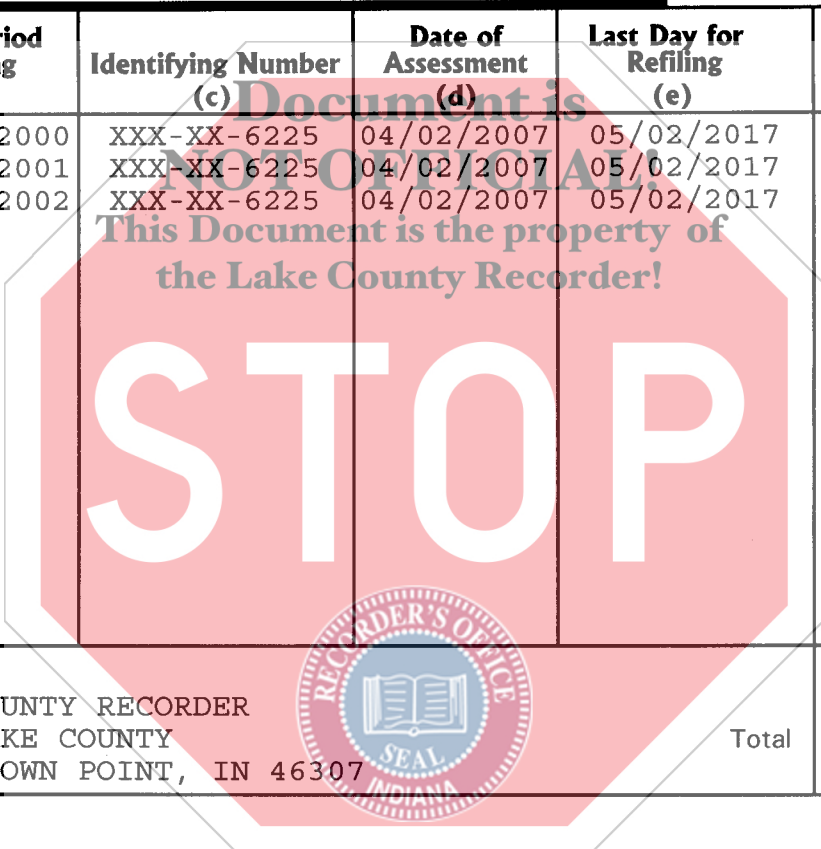 riod Identifying Number Date of Last Day for
g (c) Assessment Refiling
(d) (e)
2000 XXX-XX-6225 04/02/2007 05/02/2017
2001 XXX-XX-6225 04/02/2007 05/02/2017
2002 XXX-XX-6225 04/02/2007 05/02/2017
Document is
NOT OFFICIAL!
This Document is the property of
the Lake County Recorder!
STOP
RECORDER'S OFFICE
SEAL
INDIANA
UNTY RECORDER
KE COUNTY Total
OWN POINT, IN 46307